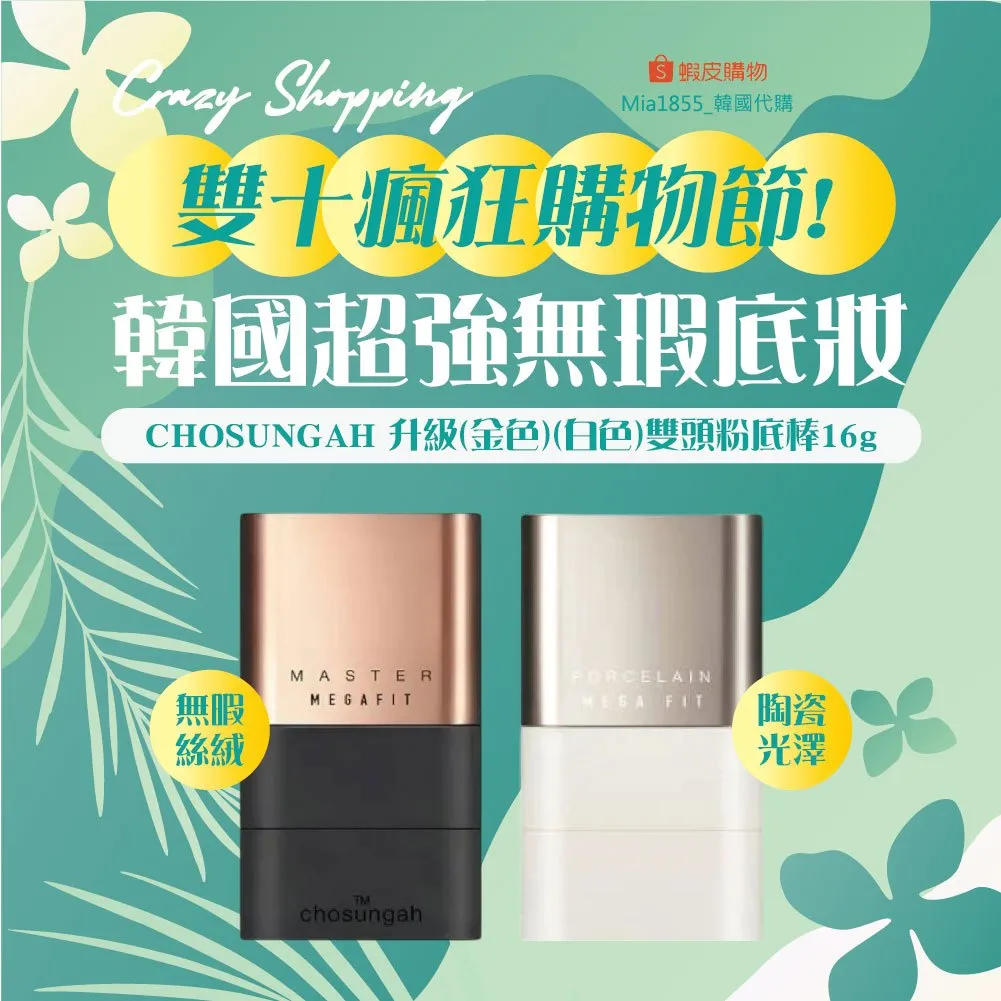 Crazy Shopping
S 蝦皮購物
Mia1855_韓國代購
雙十瘋狂購物節!
韓國超強無瑕底妝
CHOSUNGAH 升級(金色)(白色)雙頭粉底棒16g
MASTER
MEGAFIT
PORCELAIN
MEGA FIT
無暇
絲絨
陶瓷
光澤
TM
chosungah